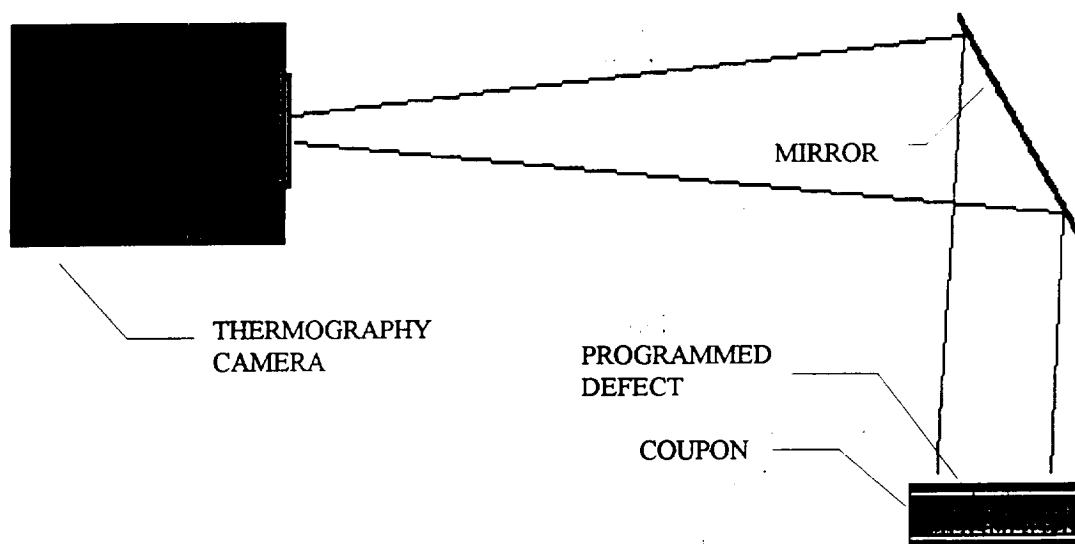 MIRROR
THERMOGRAPHY
CAMERA
PROGRAMMED
DEFECT
COUPON